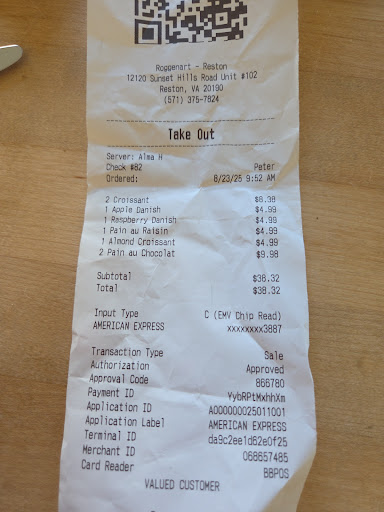 Roggenart - Reston
12120 Sunset Hills Road Unit #102
Reston, VA 20190
(571) 375-7824
Take Out
Server: Alma H
Check #82 Peter
Ordered: 8/23/25 9:52 AM
2 Croissant $8.38
1 Apple Danish $4.99
1 Raspberry Danish $4.99
1 Pain au Raisin $4.99
1 Almond Croissant $4.99
2 Pain au Chocolat $9.98
Subtotal $38.32
Total $38.32
Input Type C (EMV Chip Read)
AMERICAN EXPRESS xxxxxxxx3887
Transaction Type Sale
Authorization Approved
Approval Code 866780
Payment ID YybRPtMxhhXm
Application ID A000000025011001
Application Label AMERICAN EXPRESS
Terminal ID da9c2ee1d62e0f25
Merchant ID 068657485
Card Reader BBPOS
VALUED CUSTOMER